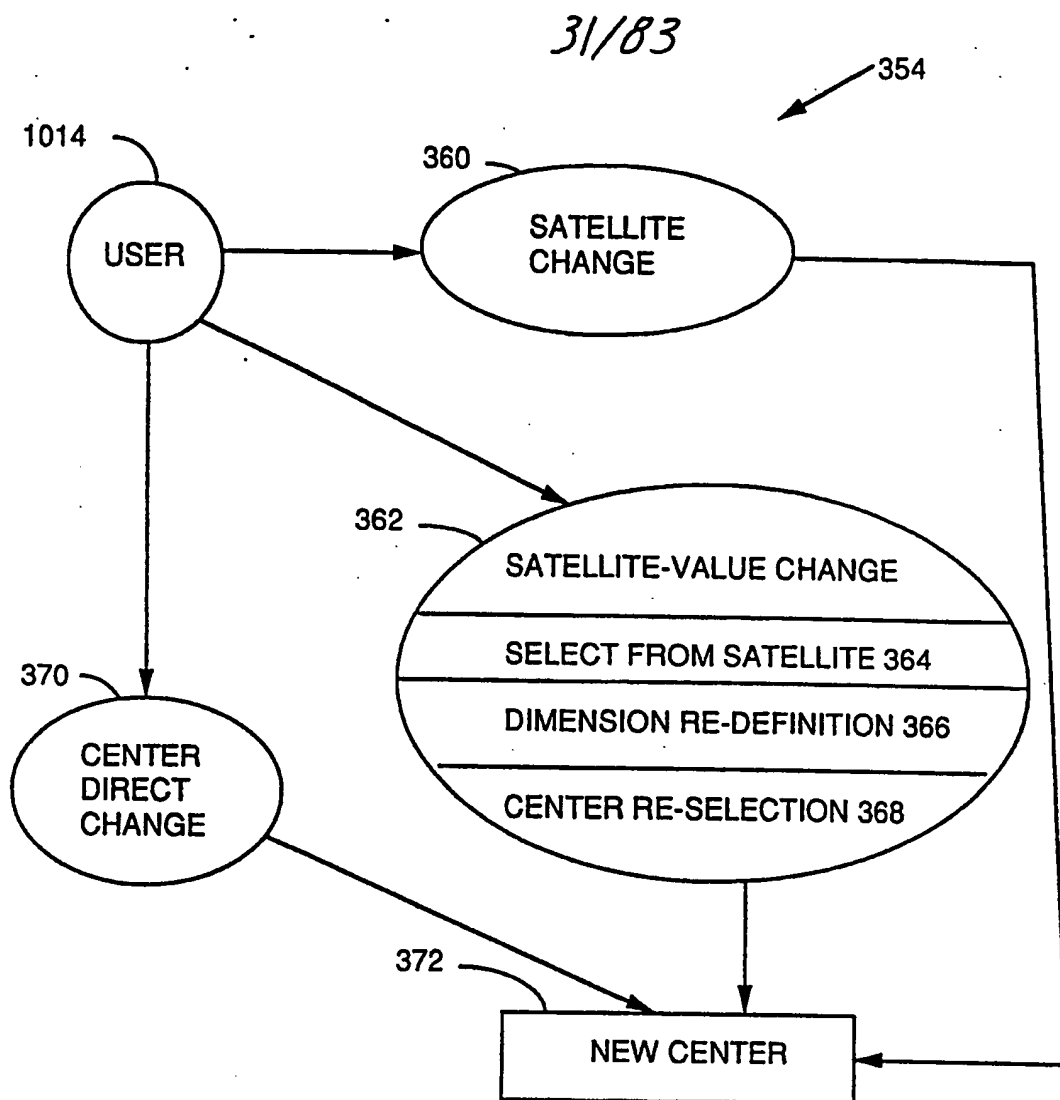 31/83
354
1014
360
USER
SATELLITE
CHANGE
362
SATELLITE-VALUE CHANGE
SELECT FROM SATELLITE 364
DIMENSION RE-DEFINITION 366
CENTER RE-SELECTION 368
370
CENTER
DIRECT
CHANGE
372
NEW CENTER